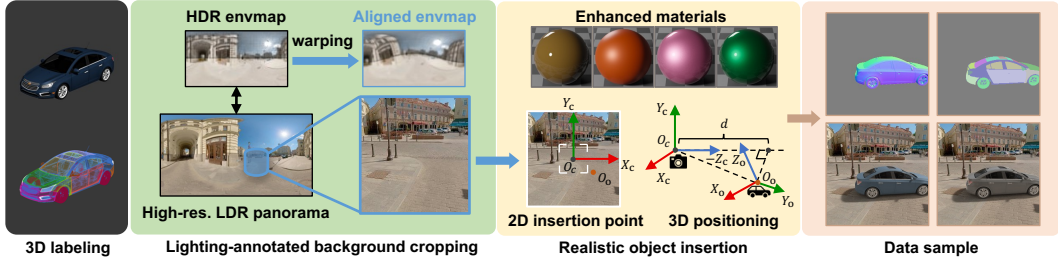 HDR envmap
Aligned envmap
warping
High-res. LDR panorama
Enhanced materials
Y_c
X_c
O_c
O_o
2D insertion point
Y_c
d
O_c
-Z_c
Z_o
X_c
X_o
O_o
Y_o
3D positioning
3D labeling
Lighting-annotated background cropping
Realistic object insertion
Data sample